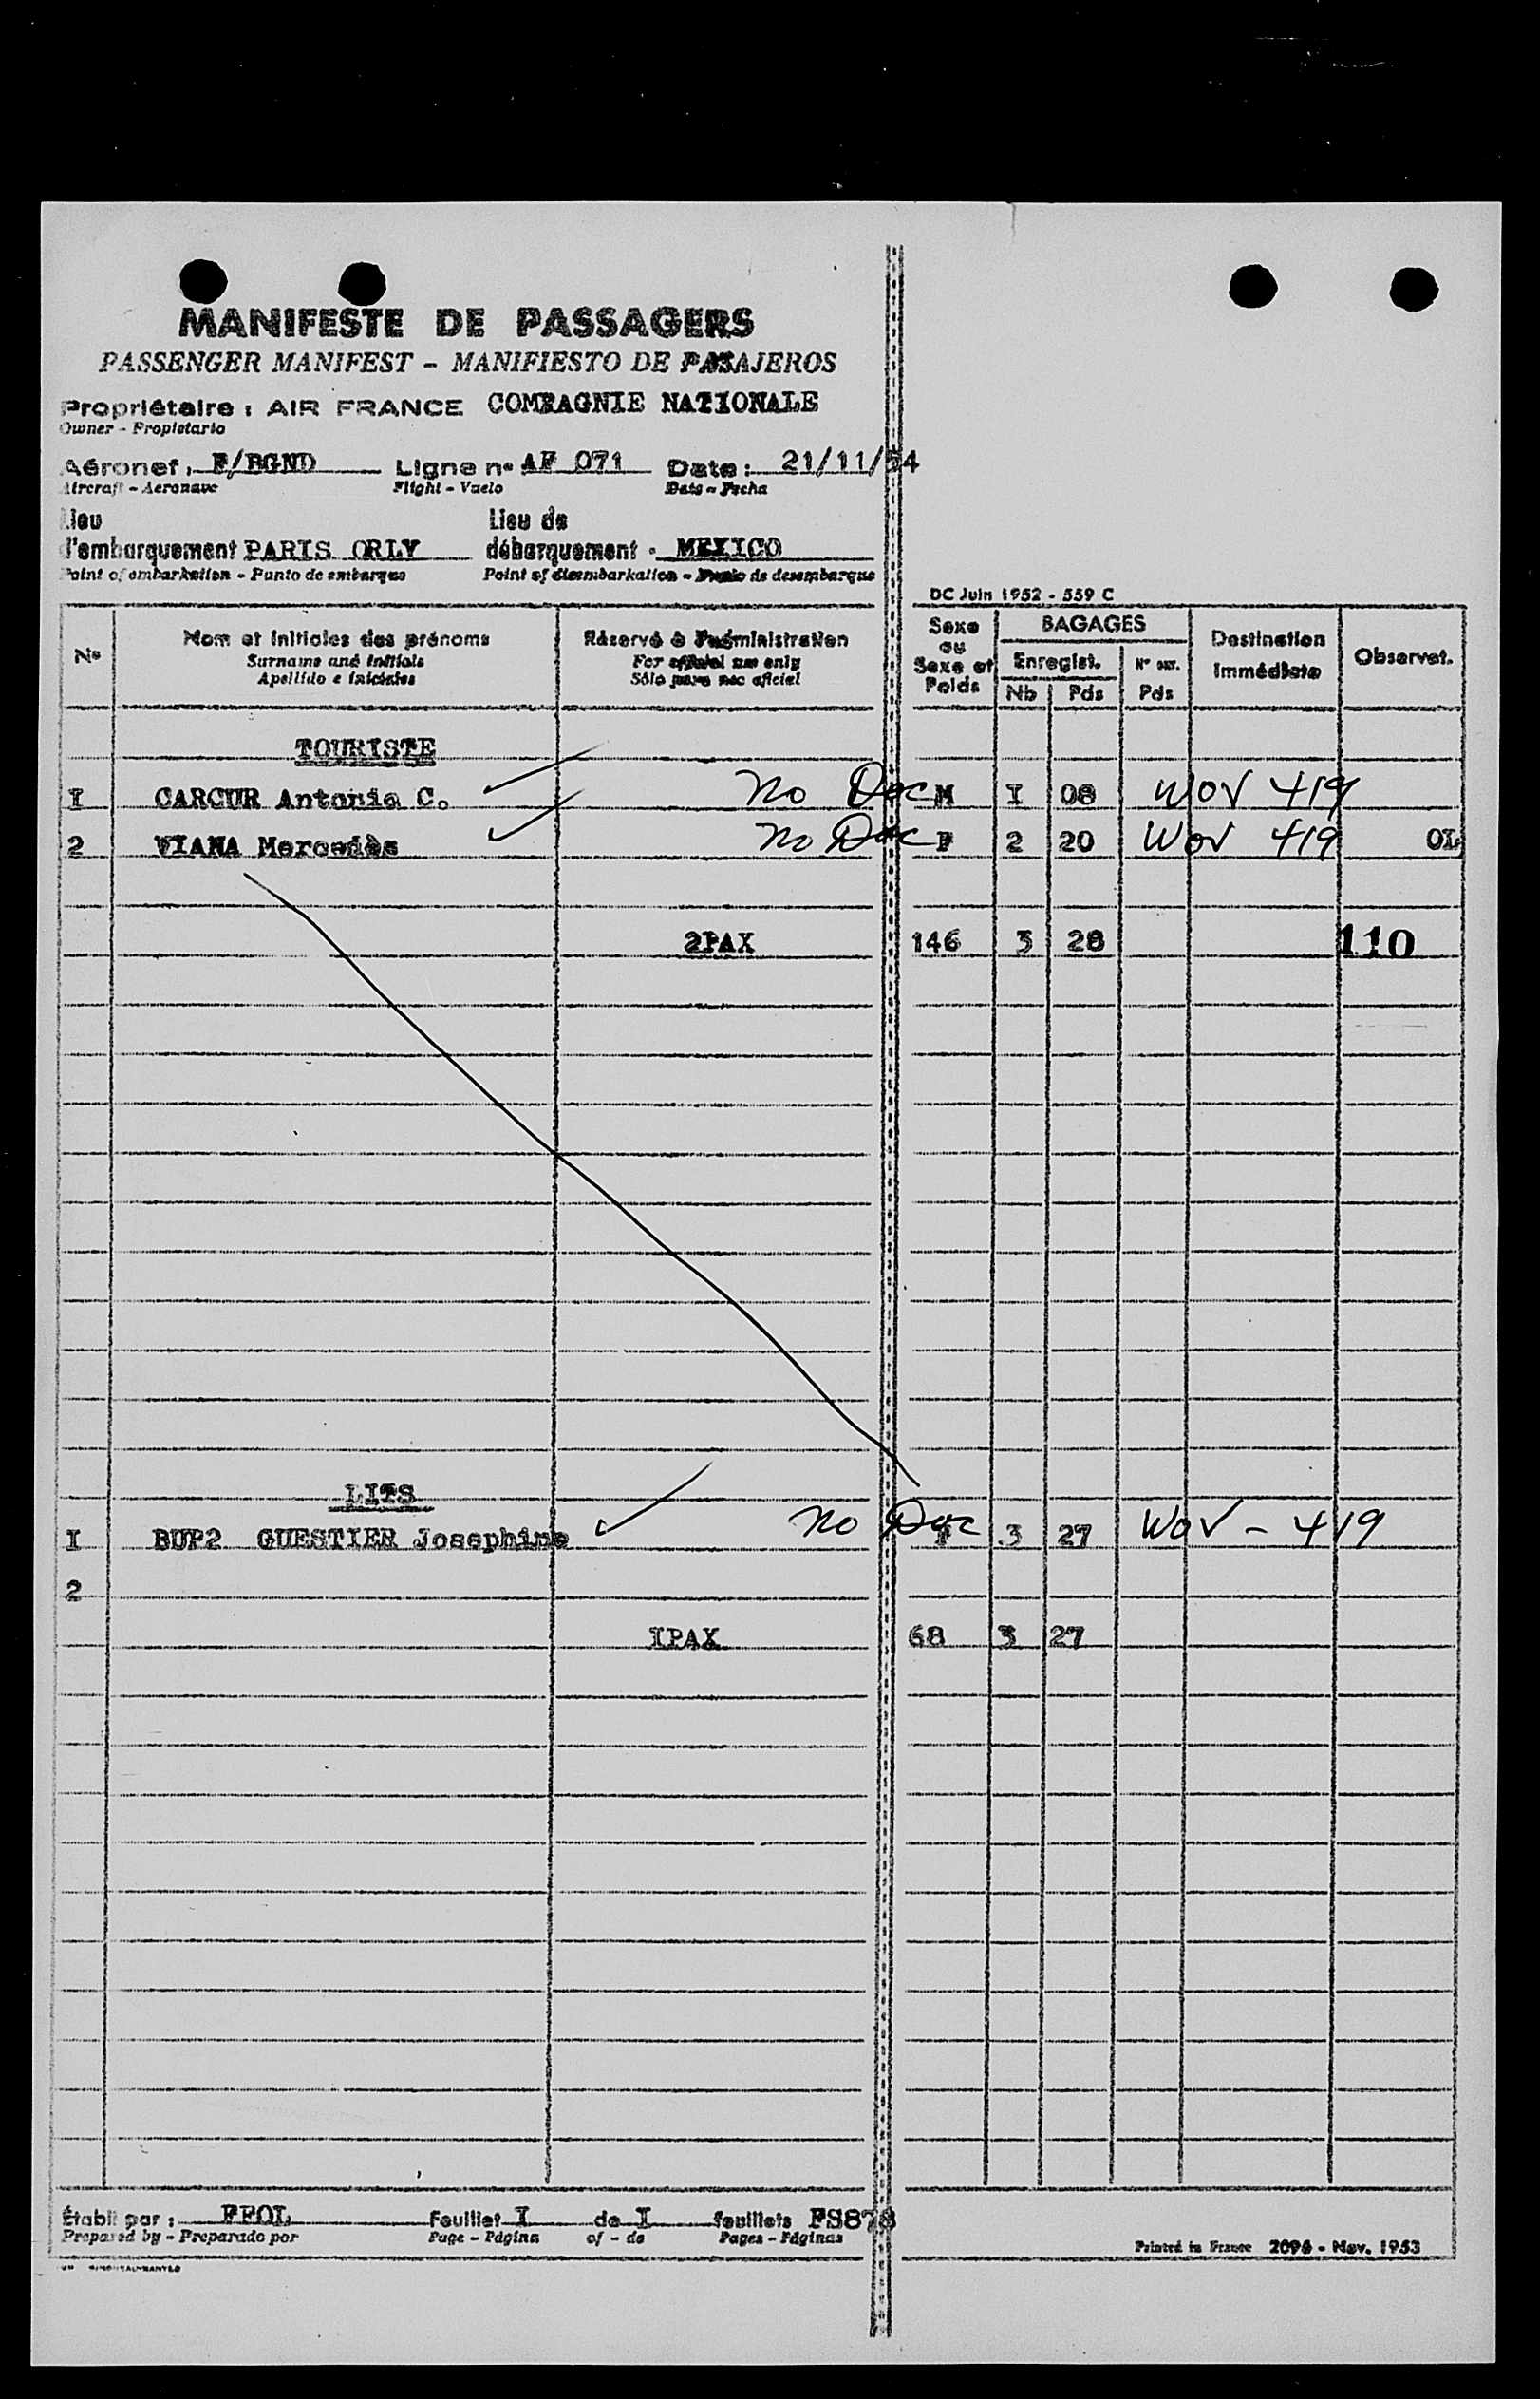 MANIFESTE DE PASSAGERS
PASSENGER MANIFEST - MANIFIESTO DE PASAJEROS
Propriétaire : AIR FRANCE COMPAGNIE NATIONALE
Owner - Propietario
Aéronef : F/BGND Ligne n° AF 071 Date : 21/11/54
Aircraft - Aeronave Flight - Vuelo Date - Fecha
Lieu Lieu de
d'embarquement PARIS ORLY débarquement : MEXICO
Point of embarkation - Punto de embarque Point of disembarkation - Punto de desembarque
DC Juin 1952 - 559 C
N° Nom et initiales des prénoms Réservé à l'administration Sexe ou Sexe et Poids BAGAGES Destination immédiate Observat.
Surname and initials For official use only Enregist.
Apellido e iniciales Sólo para uso oficial Nb Pds Pds
TOURISTE
I CARCUR Antonio C. No Doc M I 08 WOV 419
2 VIANA Mercedès No Doc F 2 20 WOV 419 OL
2PAX 146 3 28 110
LITS
I BUP2 GUESTIER Josephine No Doc F 3 27 WOV - 419
2
IPAX 68 3 27
Établi par : FFOL Feuillet I de I feuillets FS878
Prepared by - Preparado por Page - Página of - de Pages - Páginas
Printed in France 2096 - Nov. 1953